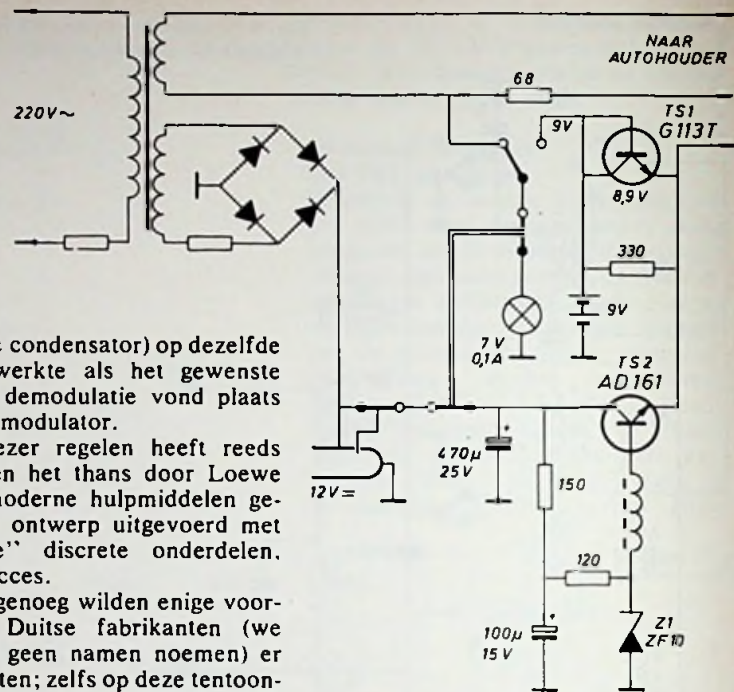 NAAR
AUTOHOUDER
220V~
68
9V
TS1
G113T
8,9V
330
9V
7V
0,1A
TS2
AD161
470µ
25V
12V=
150
120
100µ
15V
Z1
ZF10
condensator) op dezelfde
werkte als het gewenste
demodulatie vond plaats
modulator.
ezer regelen heeft reeds
en het thans door Loewe
moderne hulpmiddelen ge-
ontwerp uitgevoerd met
e" discrete onderdelen,
cces.
genoeg wilden enige voor-
Duitse fabrikanten (we
geen namen noemen) er
ten; zelfs op deze tentoon-